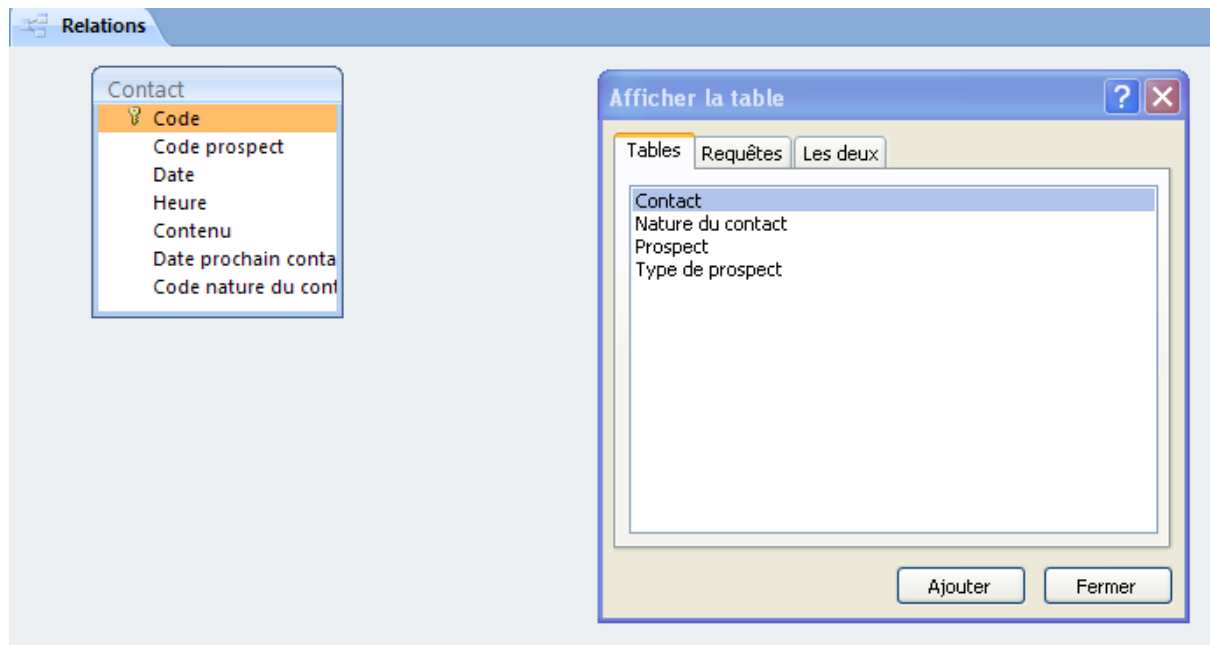 Relations
Contact
Code
Code prospect
Date
Heure
Contenu
Date prochain conta
Code nature du cont
Afficher la table
?
Tables Requêtes Les deux
Contact
Nature du contact
Prospect
Type de prospect
Ajouter Fermer